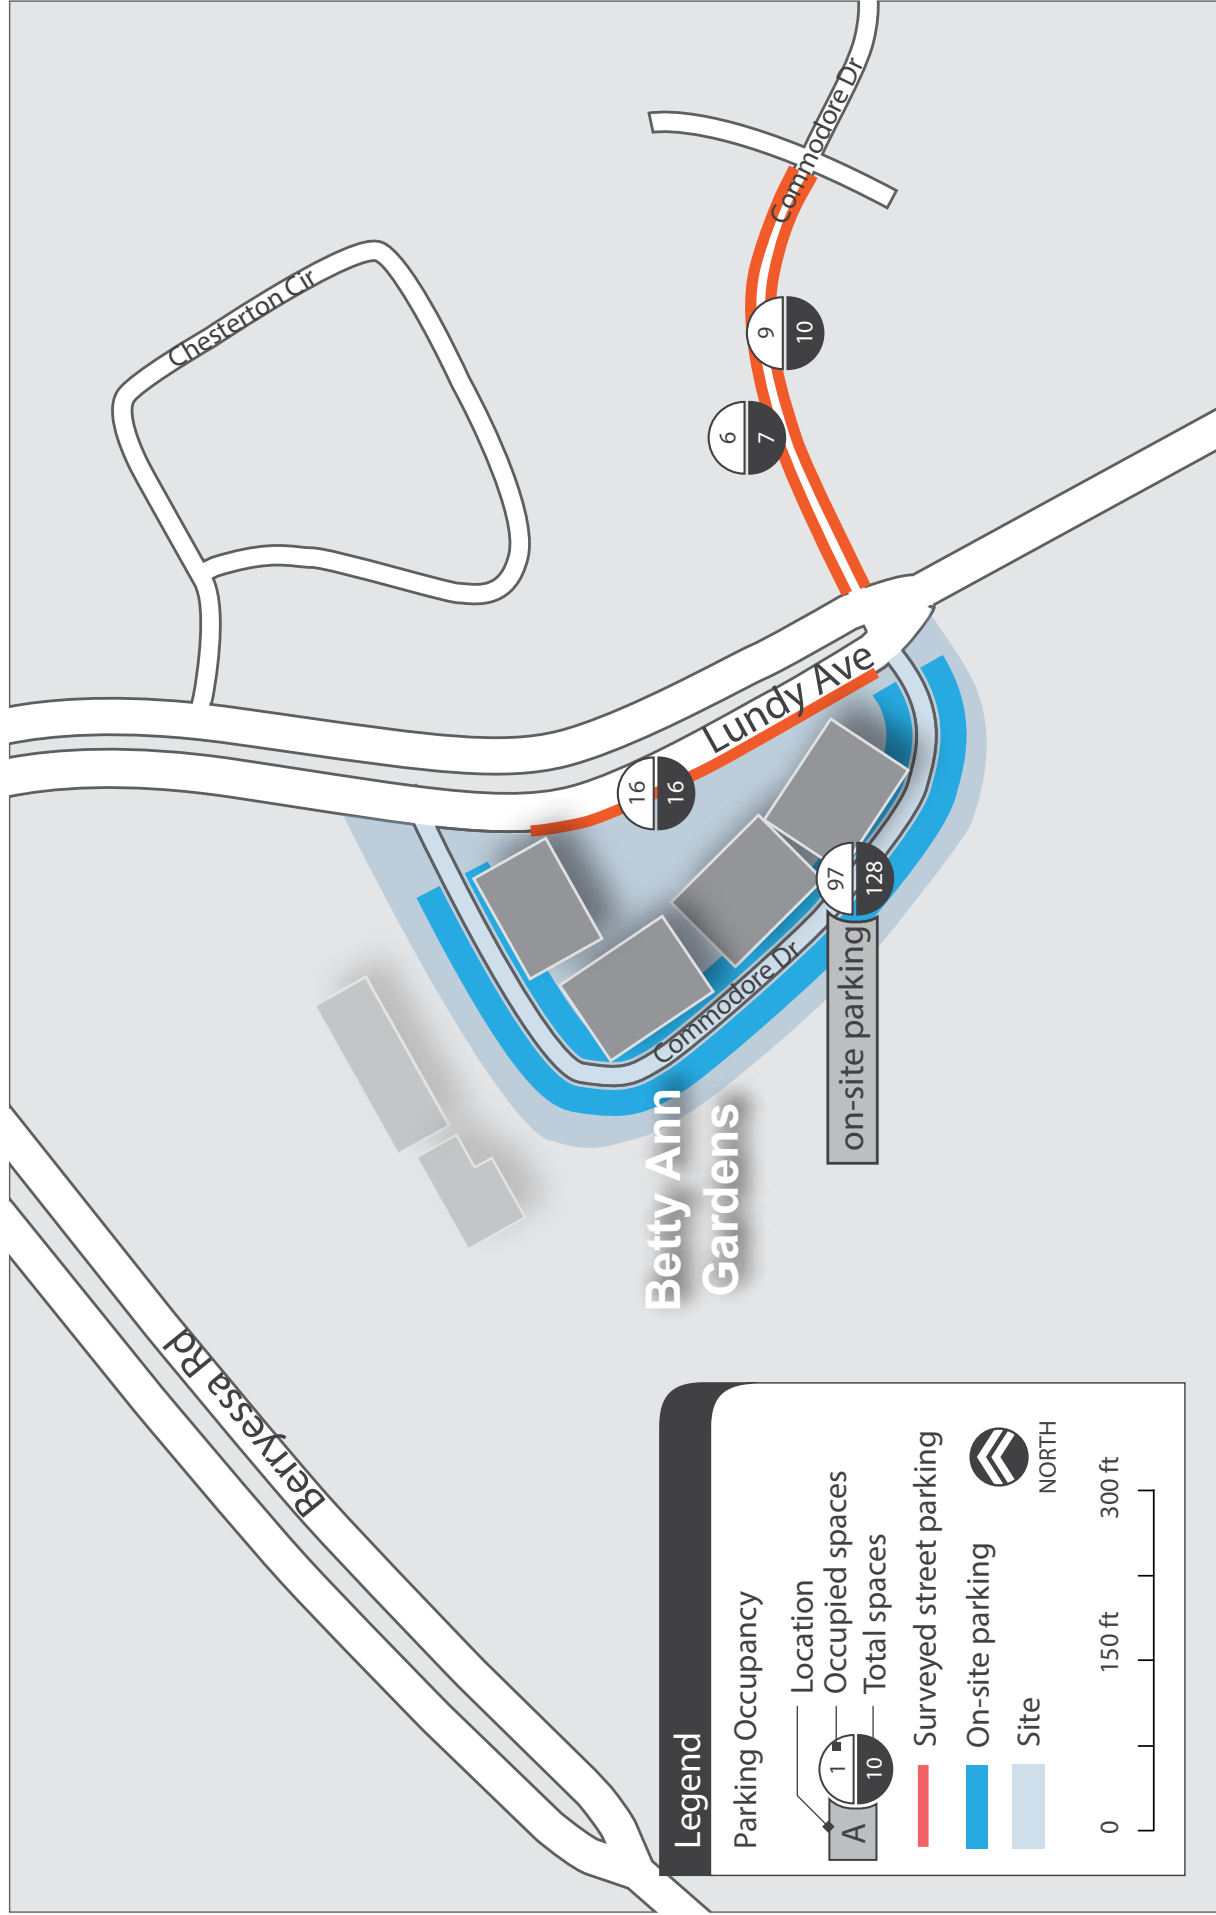 Berryessa Rd
Chesterton Cir
Commodore Dr
Lundy Ave
6
7
9
10
16
16
Commodore Dr
97
128
on-site parking
Betty Ann
Gardens
Legend
Parking Occupancy
A
1
10
Location
Occupied spaces
Total spaces
Surveyed street parking
On-site parking
Site
NORTH
0
150 ft
300 ft